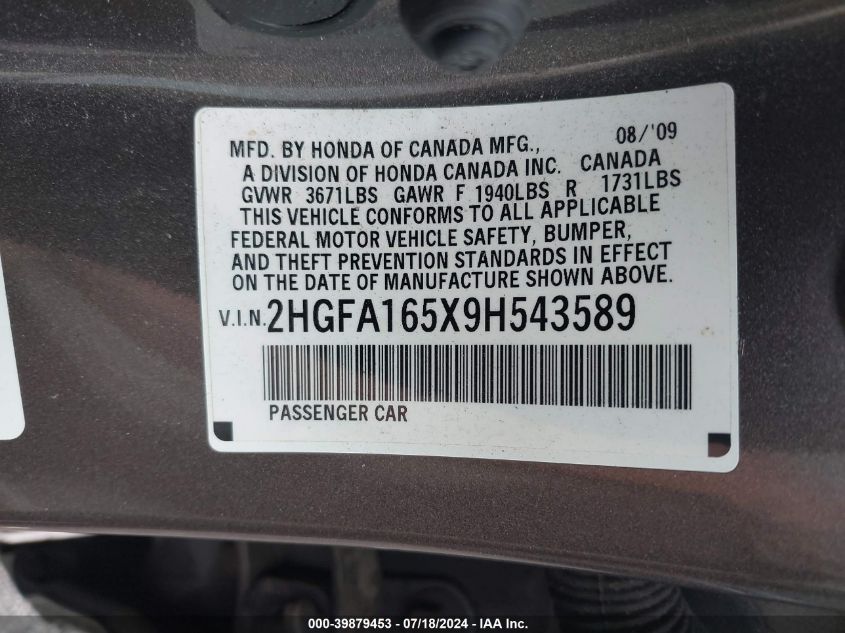 MFD. BY HONDA OF CANADA MFG., 08/'09
A DIVISION OF HONDA CANADA INC. CANADA
GVWR 3671LBS GAWR F 1940LBS R 1731LBS
THIS VEHICLE CONFORMS TO ALL APPLICABLE
FEDERAL MOTOR VEHICLE SAFETY, BUMPER,
AND THEFT PREVENTION STANDARDS IN EFFECT
ON THE DATE OF MANUFACTURE SHOWN ABOVE.
V.I.N. 2HGFA165X9H543589
PASSENGER CAR
000-39879453 - 07/18/2024 - IAA Inc.